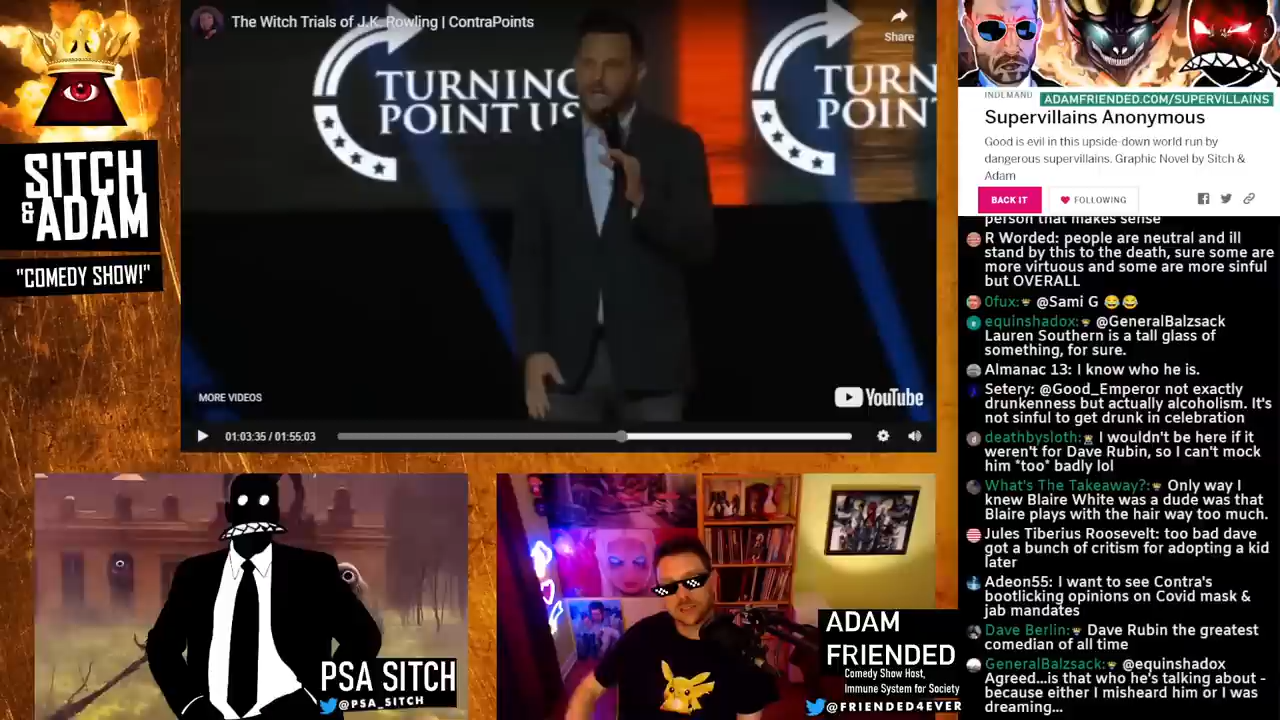 SITCH
& ADAM
"COMEDY SHOW!"
The Witch Trials of J.K. Rowling | ContraPoints
Share
TURNING
POINT US
TURN
POINT
MORE VIDEOS
YouTube
01:03:35 / 01:55:03
PSA SITCH
@PSA_SITCH
ADAM
FRIENDED
Comedy Show Host,
Immune System for Society
@FRIENDED4EVER
INDEMAND
ADAMFRIENDED.COM/SUPERVILLAINS
Supervillains Anonymous
Good is evil in this upside-down world run by
dangerous supervillains. Graphic Novel by Sitch &
Adam
BACK IT
FOLLOWING
person that makes sense
R Worded: people are neutral and ill
stand by this to the death, sure some are
more virtuous and some are more sinful
but OVERALL
0fux: @Sami G 😂😂
equinshadox: @GeneralBalzsack
Lauren Southern is a tall glass of
something, for sure.
Almanac 13: I know who he is.
Setery: @Good_Emperor not exactly
drunkenness but actually alcoholism. It's
not sinful to get drunk in celebration
deathbysloth: I wouldn't be here if it
weren't for Dave Rubin, so I can't mock
him *too* badly lol
What's The Takeaway?: Only way I
knew Blaire White was a dude was that
Blaire plays with the hair way too much.
Jules Tiberius Roosevelt: too bad dave
got a bunch of critism for adopting a kid
later
Adeon55: I want to see Contra's
bootlicking opinions on Covid mask &
jab mandates
Dave Berlin: Dave Rubin the greatest
comedian of all time
GeneralBalzsack: @equinshadox
Agreed...is that who he's talking about -
because either I misheard him or I was
dreaming...